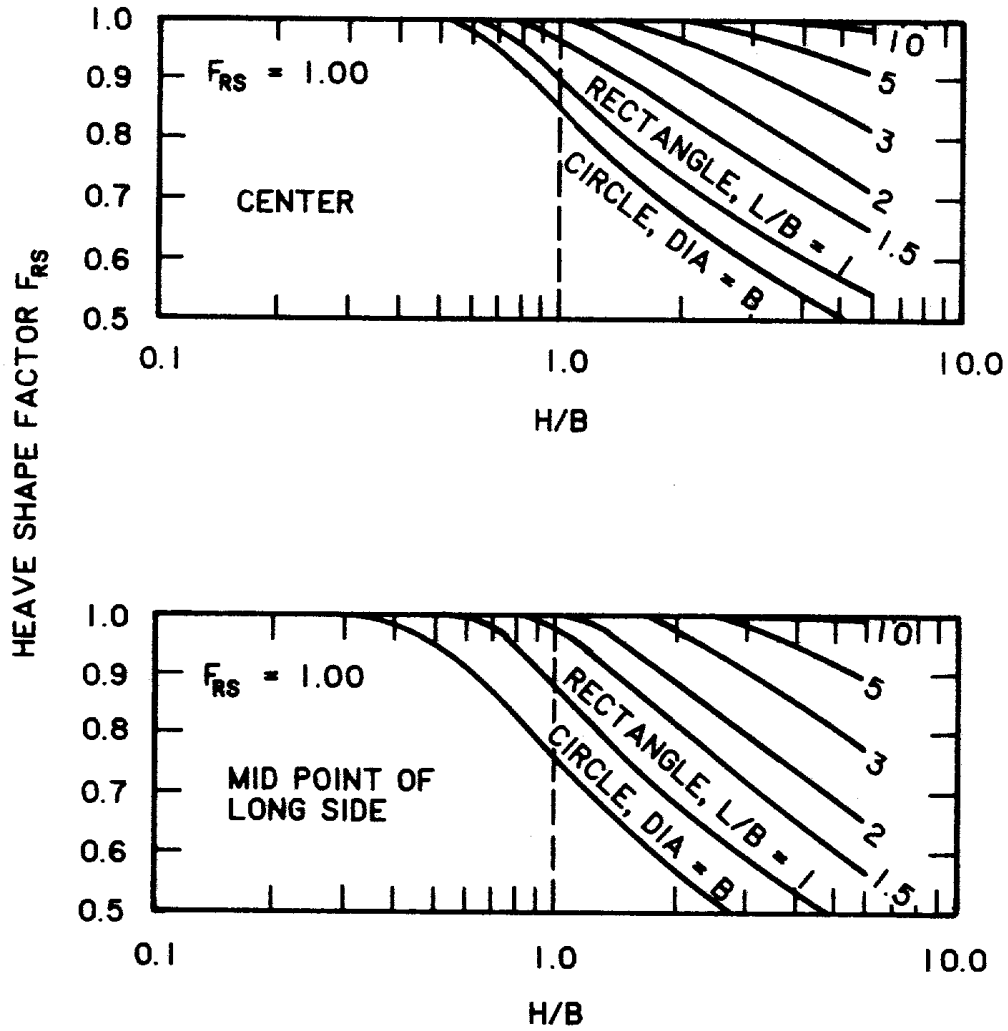 HEAVE SHAPE FACTOR F_RS
1.0
0.9
0.8
0.7
0.6
0.5
F_RS = 1.00
CENTER
RECTANGLE, L/B = 1
CIRCLE, DIA = B
10
5
3
2
1.5
0.1
1.0
10.0
H/B
1.0
0.9
0.8
0.7
0.6
0.5
F_RS = 1.00
MID POINT OF
LONG SIDE
RECTANGLE, L/B = 1
CIRCLE, DIA = B
10
5
3
2
1.5
0.1
1.0
10.0
H/B